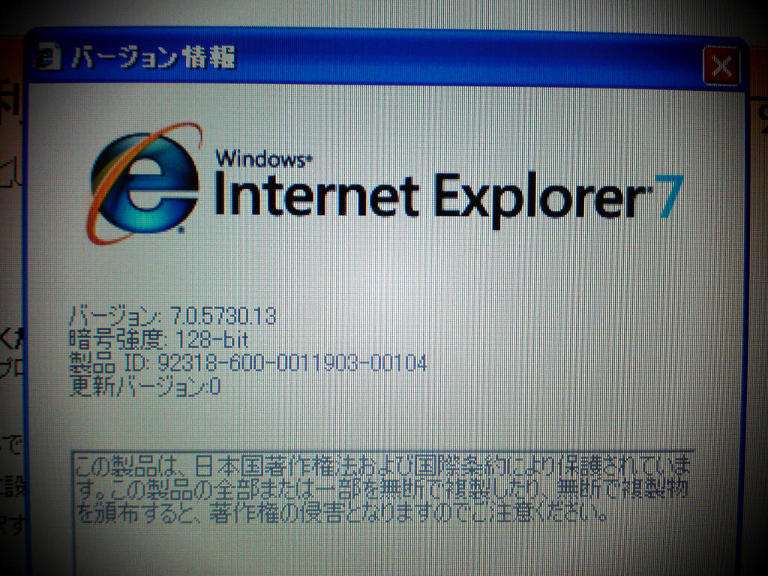 バージョン情報
Windows®
Internet Explorer 7
バージョン: 7.0.5730.13
暗号強度: 128-bit
製品 ID: 92318-600-0011903-00104
更新バージョン:0
この製品は、日本国著作権法および国際条約により保護されていま
す。この製品の全部または一部を無断で複製したり、無断で複製物
を頒布すると、著作権の侵害となりますのでご注意ください。